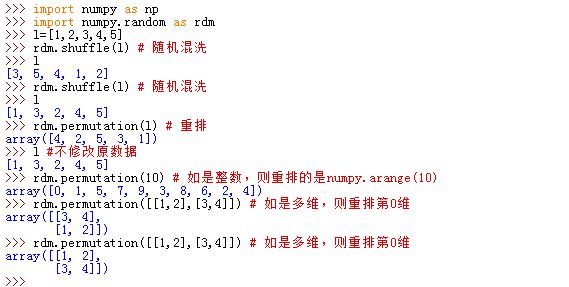 >>> import numpy as np
>>> import numpy.random as rdm
>>> l=[1,2,3,4,5]
>>> rdm.shuffle(l) # 随机混洗
>>> l
[3, 5, 4, 1, 2]
>>> rdm.shuffle(l) # 随机混洗
>>> l
[1, 3, 2, 4, 5]
>>> rdm.permutation(l) # 重排
array([4, 2, 5, 3, 1])
>>> l #不修改原数据
[1, 3, 2, 4, 5]
>>> rdm.permutation(10) # 如是整数，则重排的是numpy.arange(10)
array([0, 1, 5, 7, 9, 3, 8, 6, 2, 4])
>>> rdm.permutation([[1,2],[3,4]]) # 如是多维，则重排第0维
array([[3, 4],
       [1, 2]])
>>> rdm.permutation([[1,2],[3,4]]) # 如是多维，则重排第0维
array([[1, 2],
       [3, 4]])
>>>